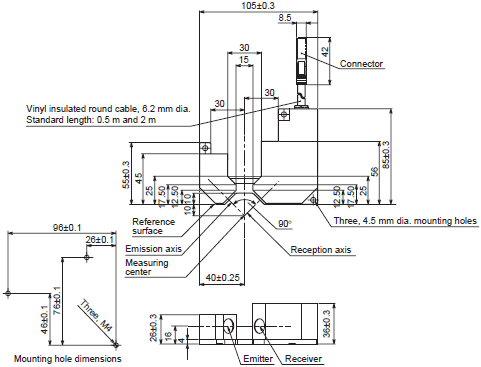 105±0.3
8.5
30
15
42
Connector
Vinyl insulated round cable, 6.2 mm dia.
Standard length: 0.5 m and 2 m
30
30
55±0.3
45
25
17.50
12.50
10
10
12.50
17.50
25
56
85±0.3
Reference
surface
90°
Three, 4.5 mm dia. mounting holes
Emission axis
Reception axis
Measuring
center
96±0.1
26±0.1
40±0.25
46±0.1
76±0.1
Three, M4
26±0.3
16
4
36±0.3
Mounting hole dimensions
Emitter
Receiver